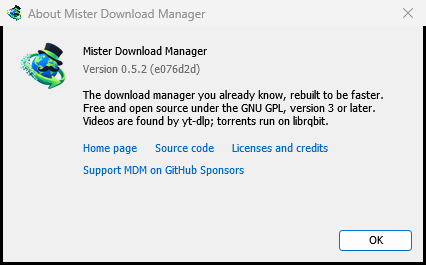 About Mister Download Manager
Mister Download Manager
Version 0.5.2 (e076d2d)
The download manager you already know, rebuilt to be faster.
Free and open source under the GNU GPL, version 3 or later.
Videos are found by yt-dlp; torrents run on librqbit.
Home page Source code Licenses and credits
Support MDM on GitHub Sponsors
OK